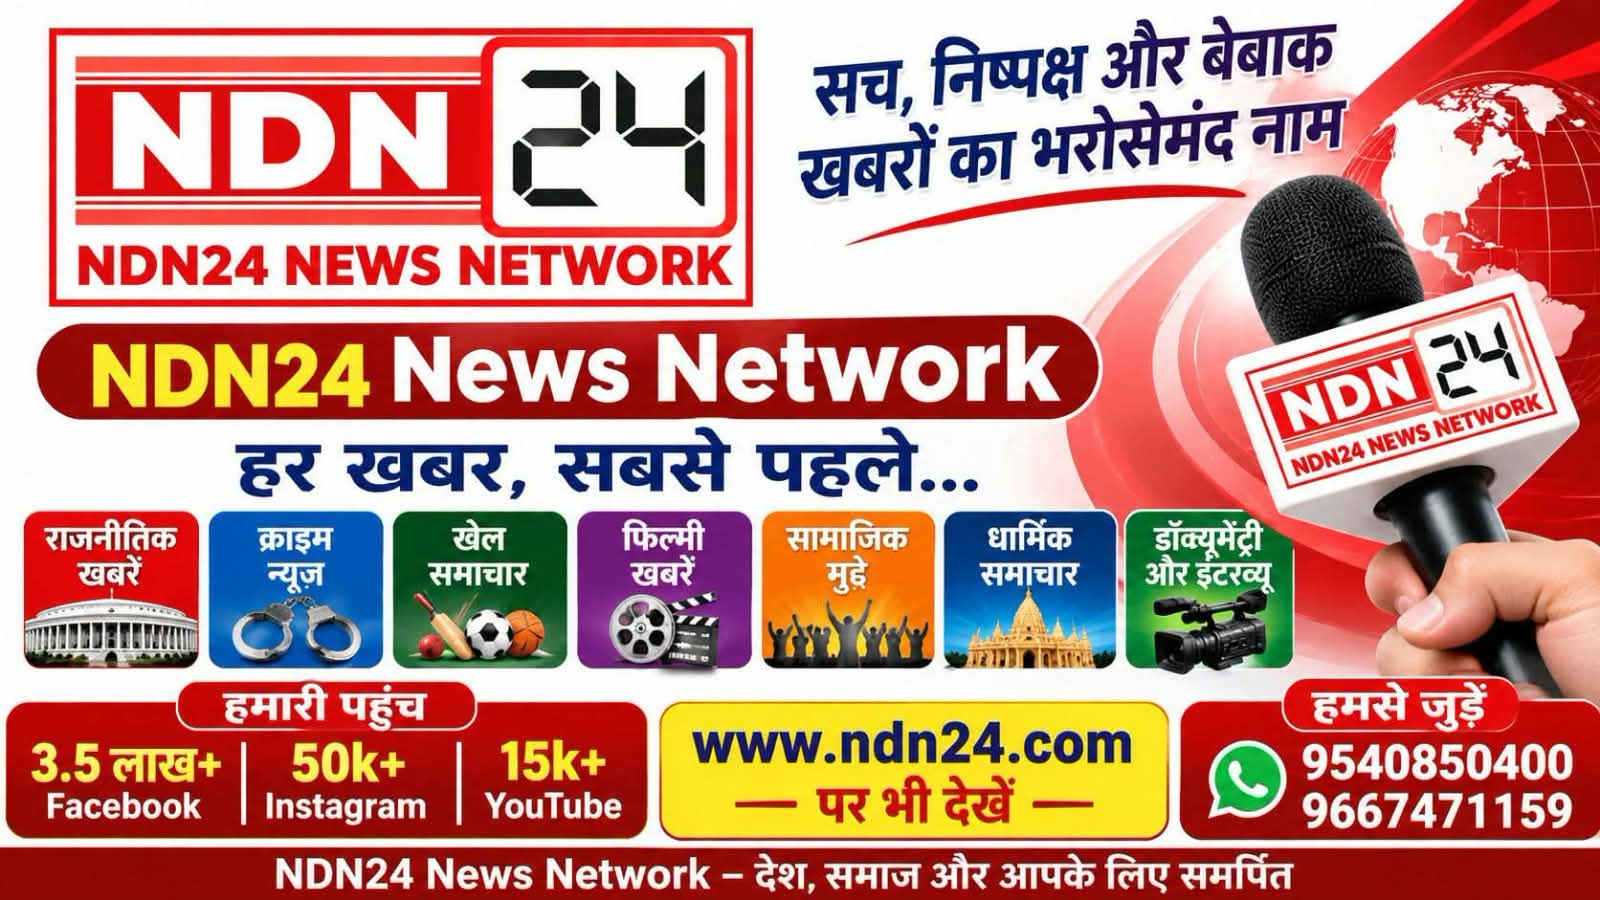 NDN 24
NDN24 NEWS NETWORK
सच, निष्पक्ष और बेबाक
खबरों का भरोसेमंद नाम
NDN 24
NDN24 NEWS NETWORK
NDN24 News Network
हर खबर, सबसे पहले...
राजनीतिक
खबरें
क्राइम
न्यूज़
खेल
समाचार
फिल्मी
खबरें
सामाजिक
मुद्दे
धार्मिक
समाचार
डॉक्यूमेंट्री
और इंटरव्यू
हमारी पहुंच
3.5 लाख+
Facebook
50k+
Instagram
15k+
YouTube
www.ndn24.com
— पर भी देखें —
हमसे जुड़ें
9540850400
9667471159
NDN24 News Network – देश, समाज और आपके लिए समर्पित